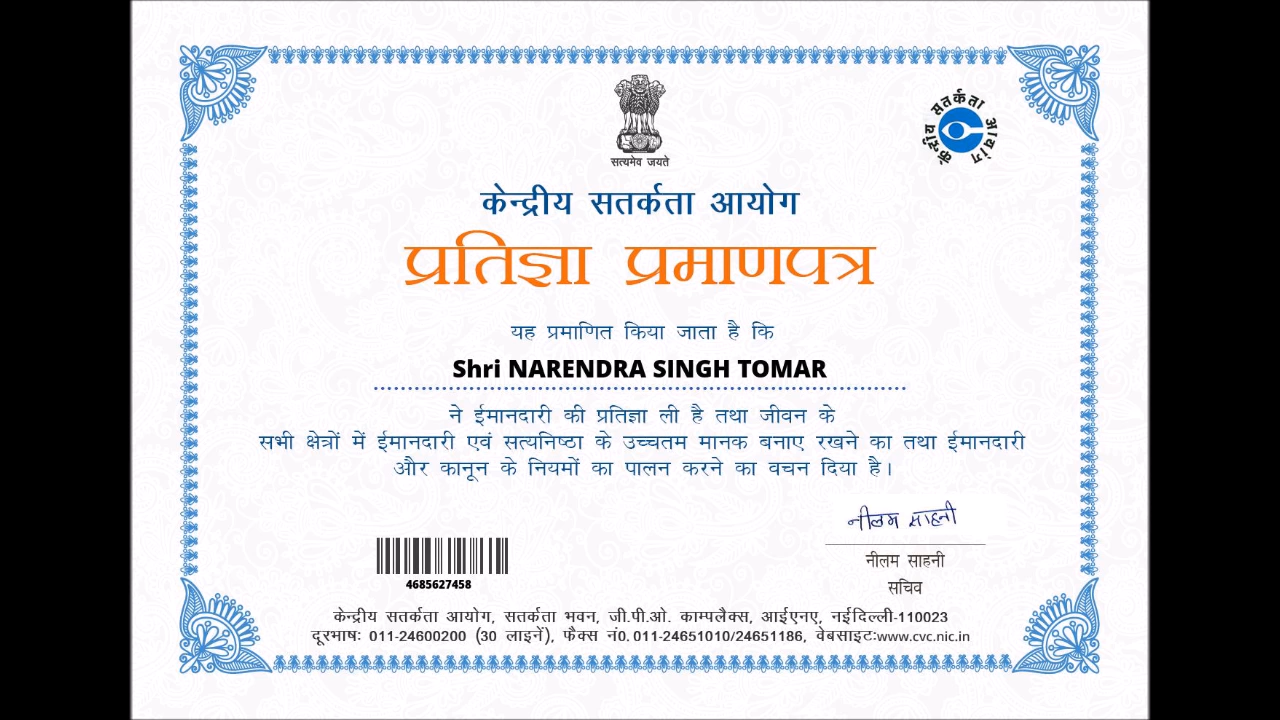 सत्यमेव जयते
केन्द्रीय सतर्कता आयोग
केन्द्रीय सतर्कता आयोग
प्रतिज्ञा प्रमाणपत्र
यह प्रमाणित किया जाता है कि
Shri NARENDRA SINGH TOMAR
ने ईमानदारी की प्रतिज्ञा ली है तथा जीवन के
सभी क्षेत्रों में ईमानदारी एवं सत्यनिष्ठा के उच्चतम मानक बनाए रखने का तथा ईमानदारी
और कानून के नियमों का पालन करने का वचन दिया है।
नीलम साहनी
नीलम साहनी
सचिव
4685627458
केन्द्रीय सतर्कता आयोग, सतर्कता भवन, जी.पी.ओ. काम्पलैक्स, आईएनए, नईदिल्ली-110023
दूरभाषः 011-24600200 (30 लाइनें), फैक्स नं0. 011-24651010/24651186, वेबसाइटःwww.cvc.nic.in